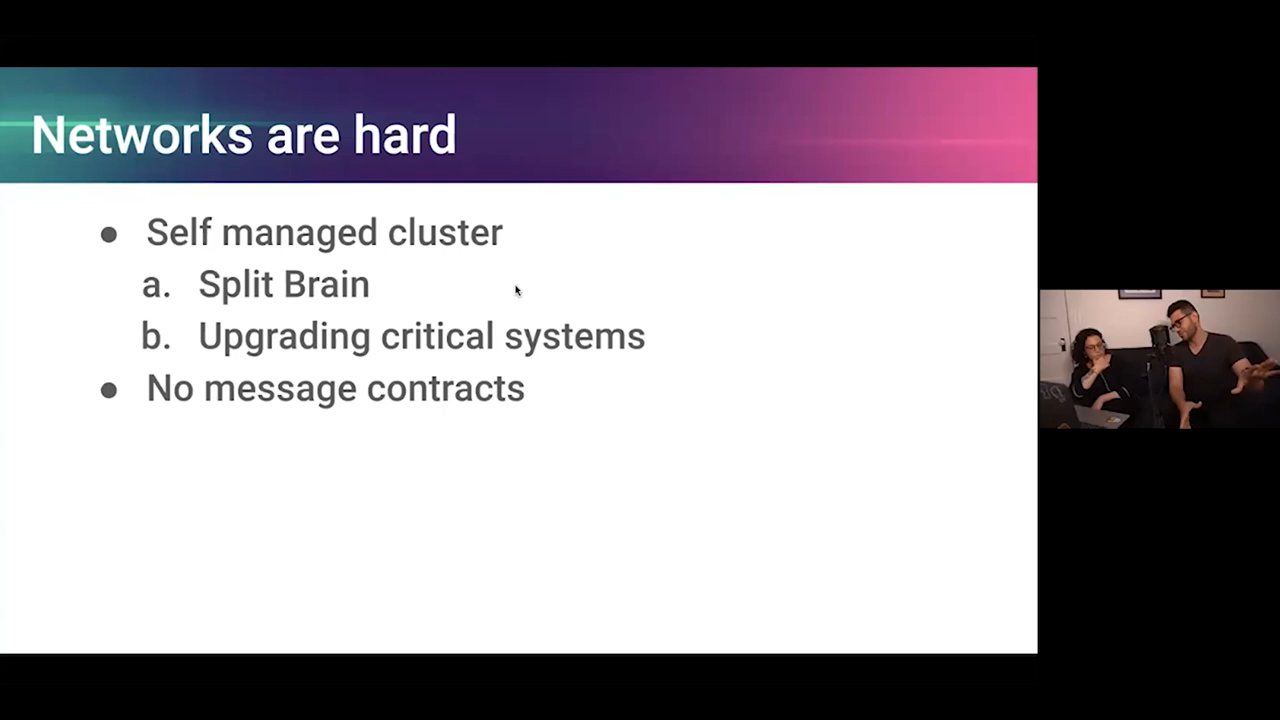 Networks are hard
● Self managed cluster
a. Split Brain
b. Upgrading critical systems
● No message contracts